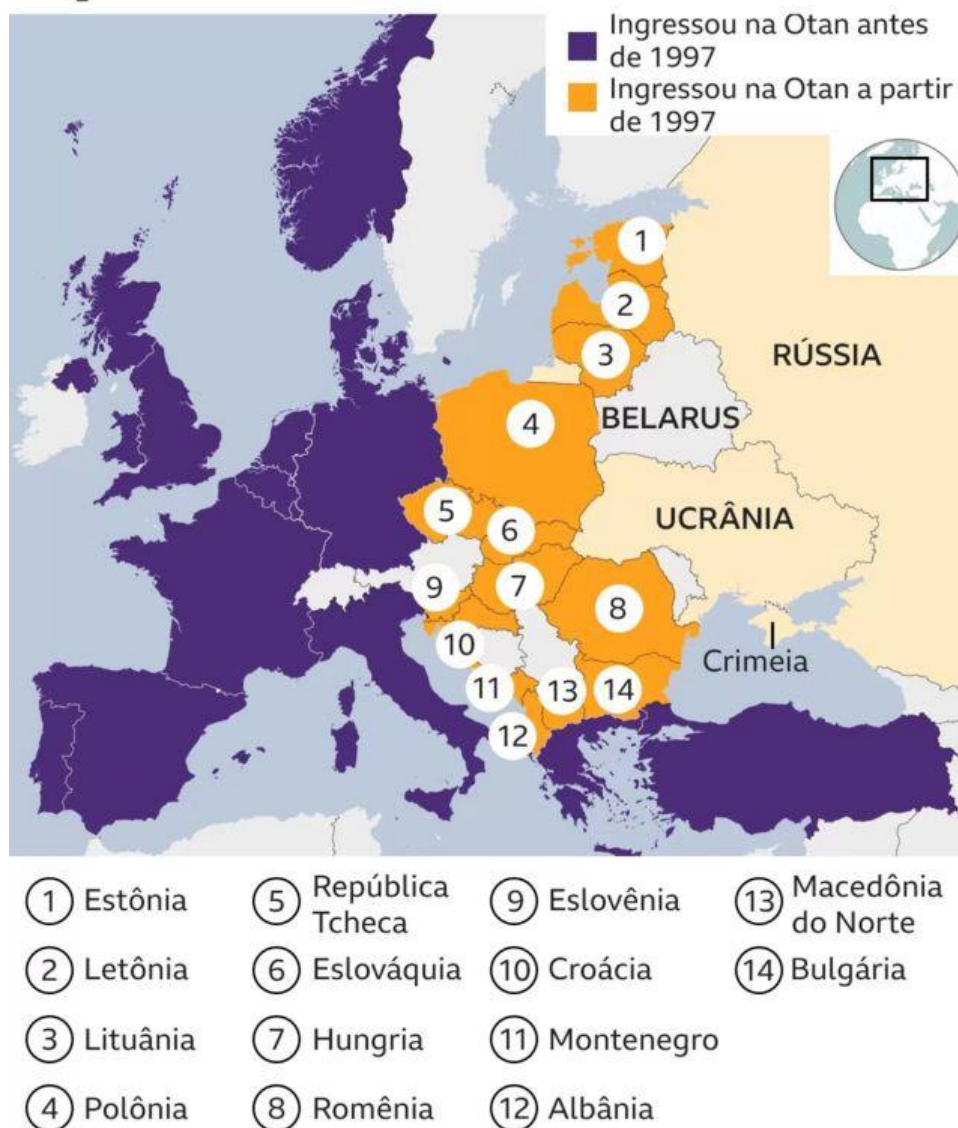 Ingressou na Otan antes
de 1997
Ingressou na Otan a partir
de 1997
1
2
3
RÚSSIA
BELARUS
4
5
UCRÂNIA
6
7
9
8
10
Crimeia
11
13
14
12
1 Estônia
5 República
Tcheca
9 Eslovênia
13 Macedônia
do Norte
2 Letônia
6 Eslováquia
10 Croácia
14 Bulgária
3 Lituânia
7 Hungria
11 Montenegro
4 Polônia
8 Romênia
12 Albânia